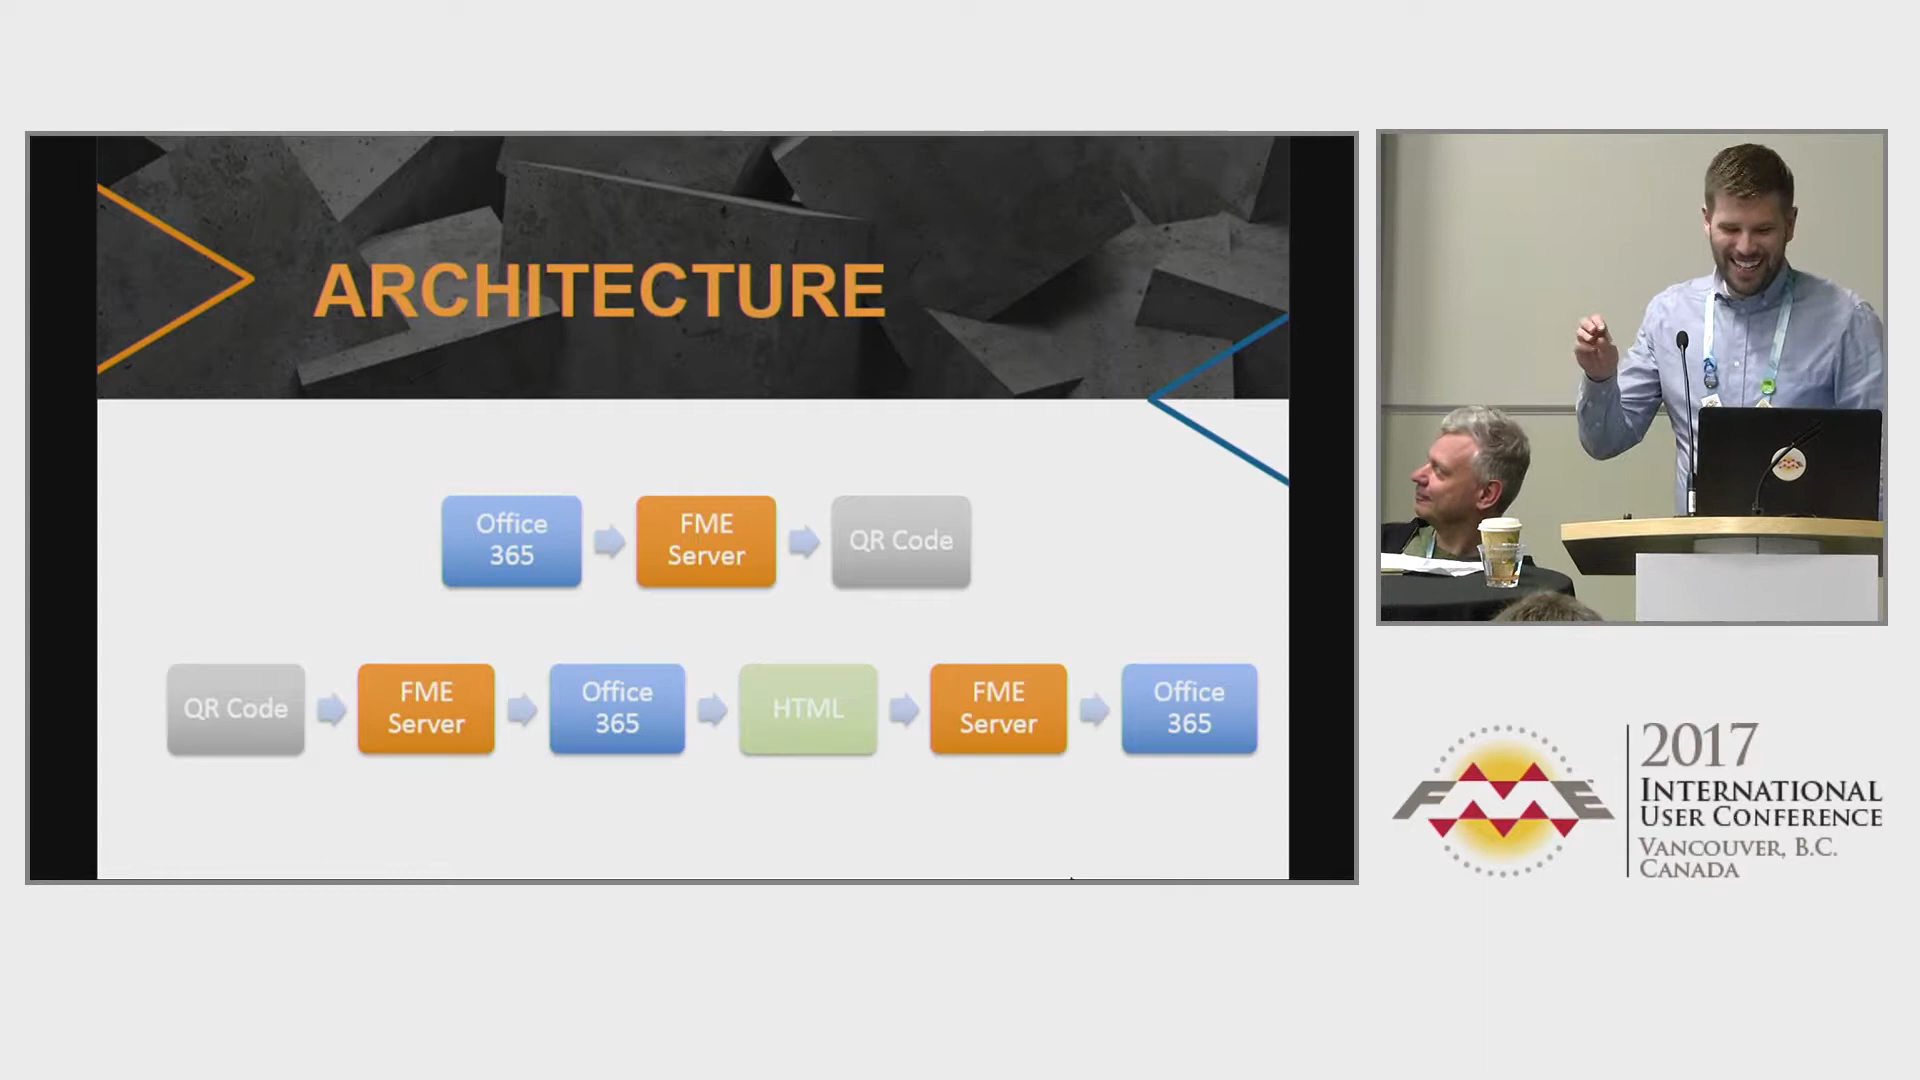 ARCHITECTURE
Office
365
FME
Server
QR Code
QR Code
FME
Server
Office
365
HTML
FME
Server
Office
365
FME
2017
INTERNATIONAL
USER CONFERENCE
VANCOUVER, B.C.
CANADA